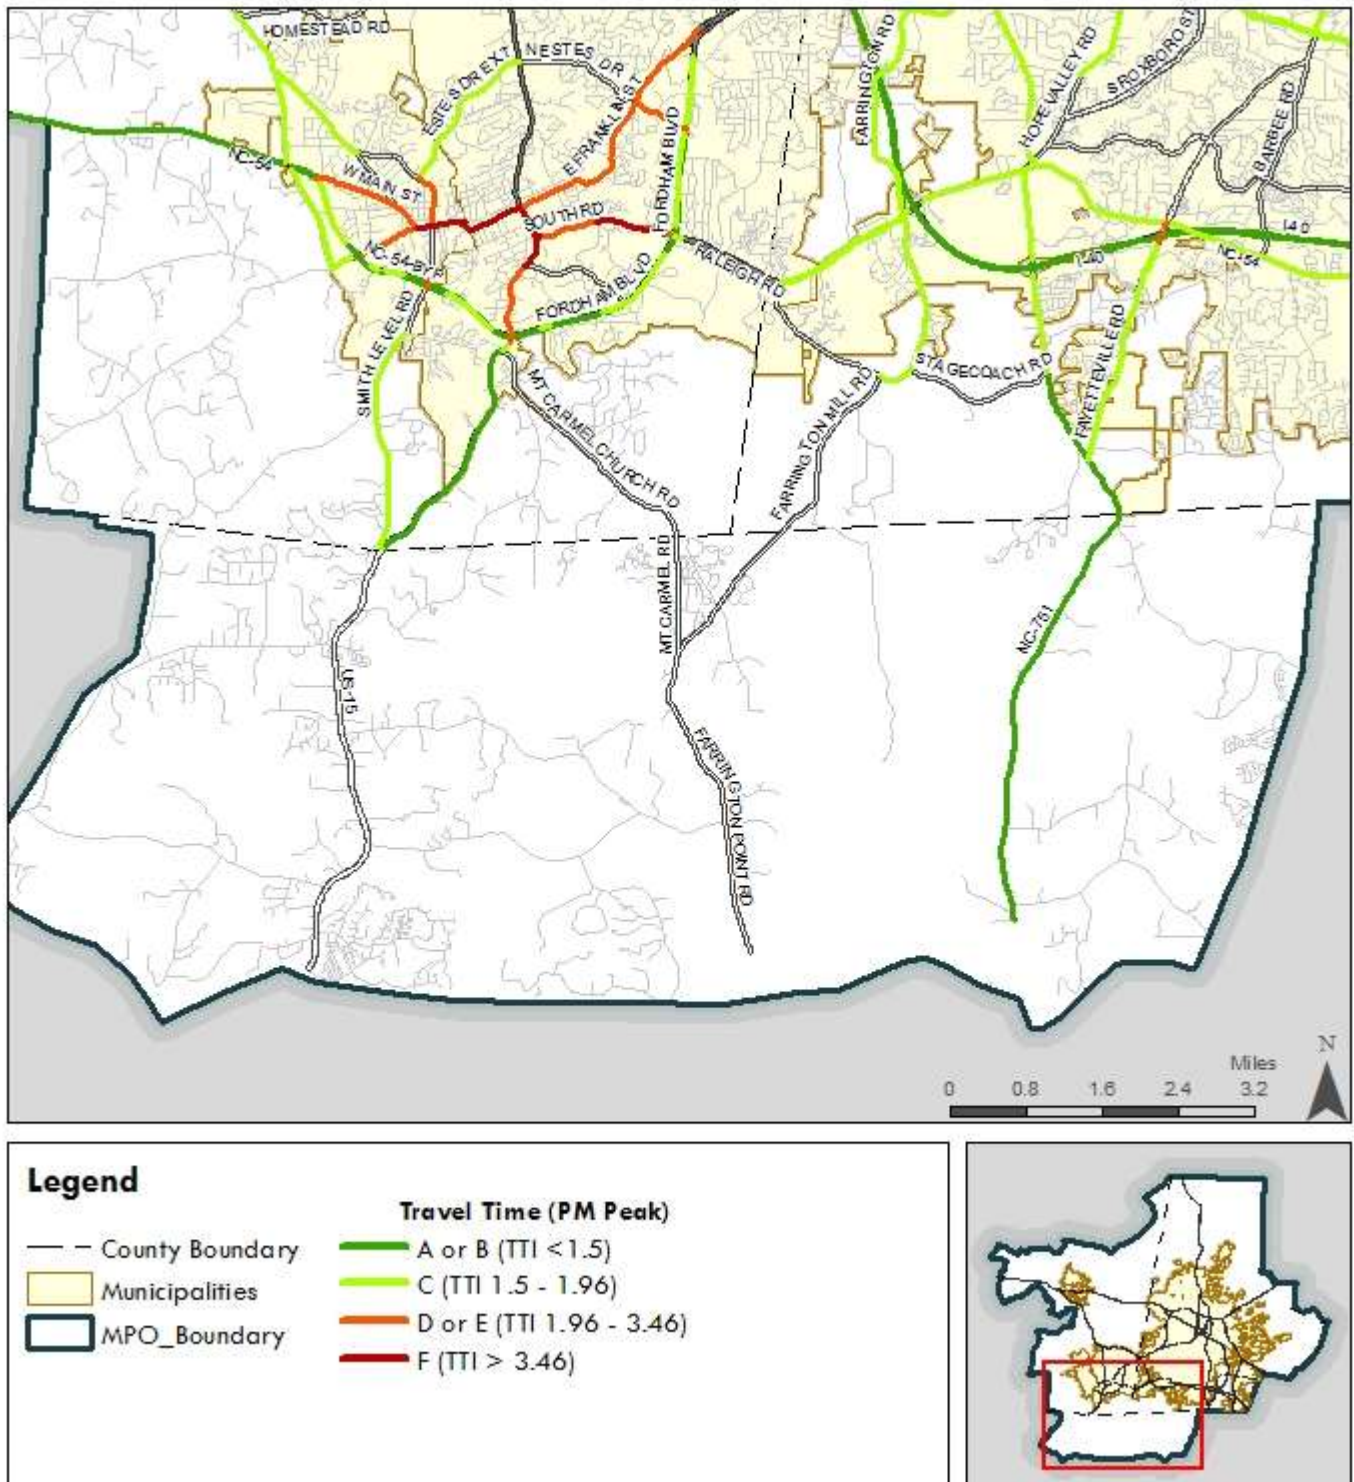 HOMESTEAD RD
ESTES DR EXT
N ESTES DR
E FRANKLIN ST
FORDHAM BLVD
FARRINGTON RD
HOPE VALLEY RD
S ROXBORO ST
BARBEE RD
NC-54
W MAIN ST
SOUTH RD
NC-54-BYP
FORDHAM BLVD
RALEIGH RD
I-40
I-40
NC-54
SMITH LEVEL RD
MT CARMEL CHURCH RD
FARRINGTON MILL RD
STAGECOACH RD
FAYETTEVILLE RD
MT CARMEL RD
NC-751
US-15
FARRINGTON POINT RD
N
Miles
0 0.8 1.6 2.4 3.2
Legend
Travel Time (PM Peak)
County Boundary
Municipalities
MPO_Boundary
A or B (TTI <1.5)
C (TTI 1.5 - 1.96)
D or E (TTI 1.96 - 3.46)
F (TTI > 3.46)